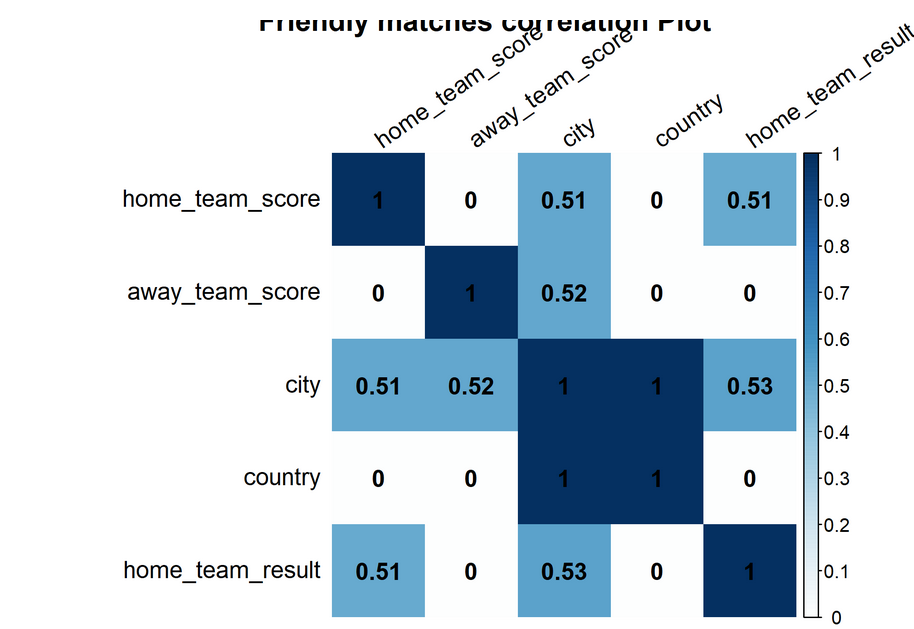 Friendly matches correlation Plot
home_team_score away_team_score city country home_team_result
home_team_score 1 0 0.51 0 0.51
away_team_score 0 1 0.52 0 0
city 0.51 0.52 1 1 0.53
country 0 0 1 1 0
home_team_result 0.51 0 0.53 0 1
1
0.9
0.8
0.7
0.6
0.5
0.4
0.3
0.2
0.1
0